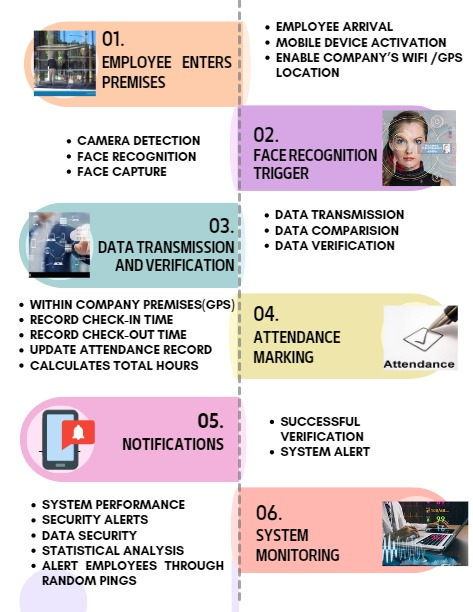 01.
EMPLOYEE ENTERS
PREMISES
EMPLOYEE ARRIVAL
MOBILE DEVICE ACTIVATION
ENABLE COMPANY'S WIFI /GPS
LOCATION
02.
FACE RECOGNITION
TRIGGER
CAMERA DETECTION
FACE RECOGNITION
FACE CAPTURE
03.
DATA TRANSMISSION
AND VERIFICATION
DATA TRANSMISSION
DATA COMPARISION
DATA VERIFICATION
04.
ATTENDANCE
MARKING
Attendance
WITHIN COMPANY PREMISES(GPS)
RECORD CHECK-IN TIME
RECORD CHECK-OUT TIME
UPDATE ATTENDANCE RECORD
CALCULATES TOTAL HOURS
05.
NOTIFICATIONS
SUCCESSFUL
VERIFICATION
SYSTEM ALERT
06.
SYSTEM
MONITORING
SYSTEM PERFORMANCE
SECURITY ALERTS
DATA SECURITY
STATISTICAL ANALYSIS
ALERT EMPLOYEES THROUGH
RANDOM PINGS